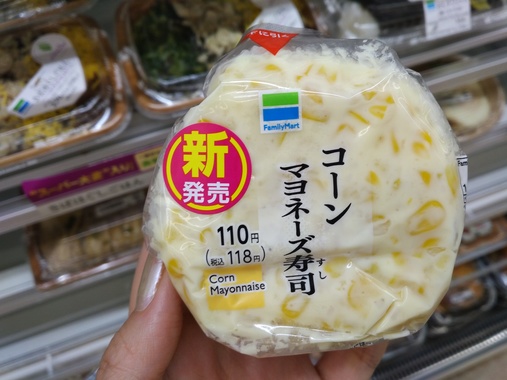 FamilyMart
新
発売
コーン
マヨネーズ寿司
すし
110円
(税込118円)
Corn
Mayonnaise